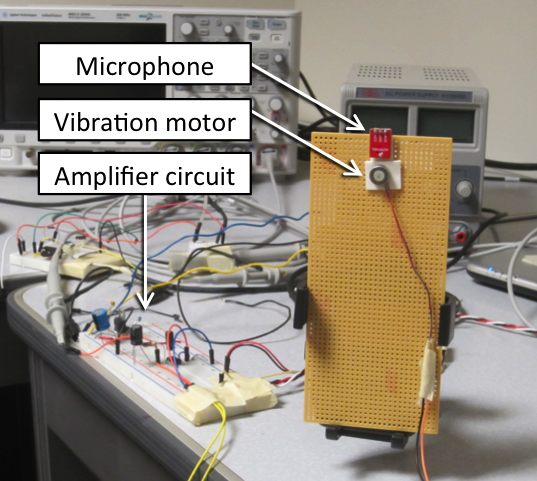 Microphone
Vibration motor
Amplifier circuit